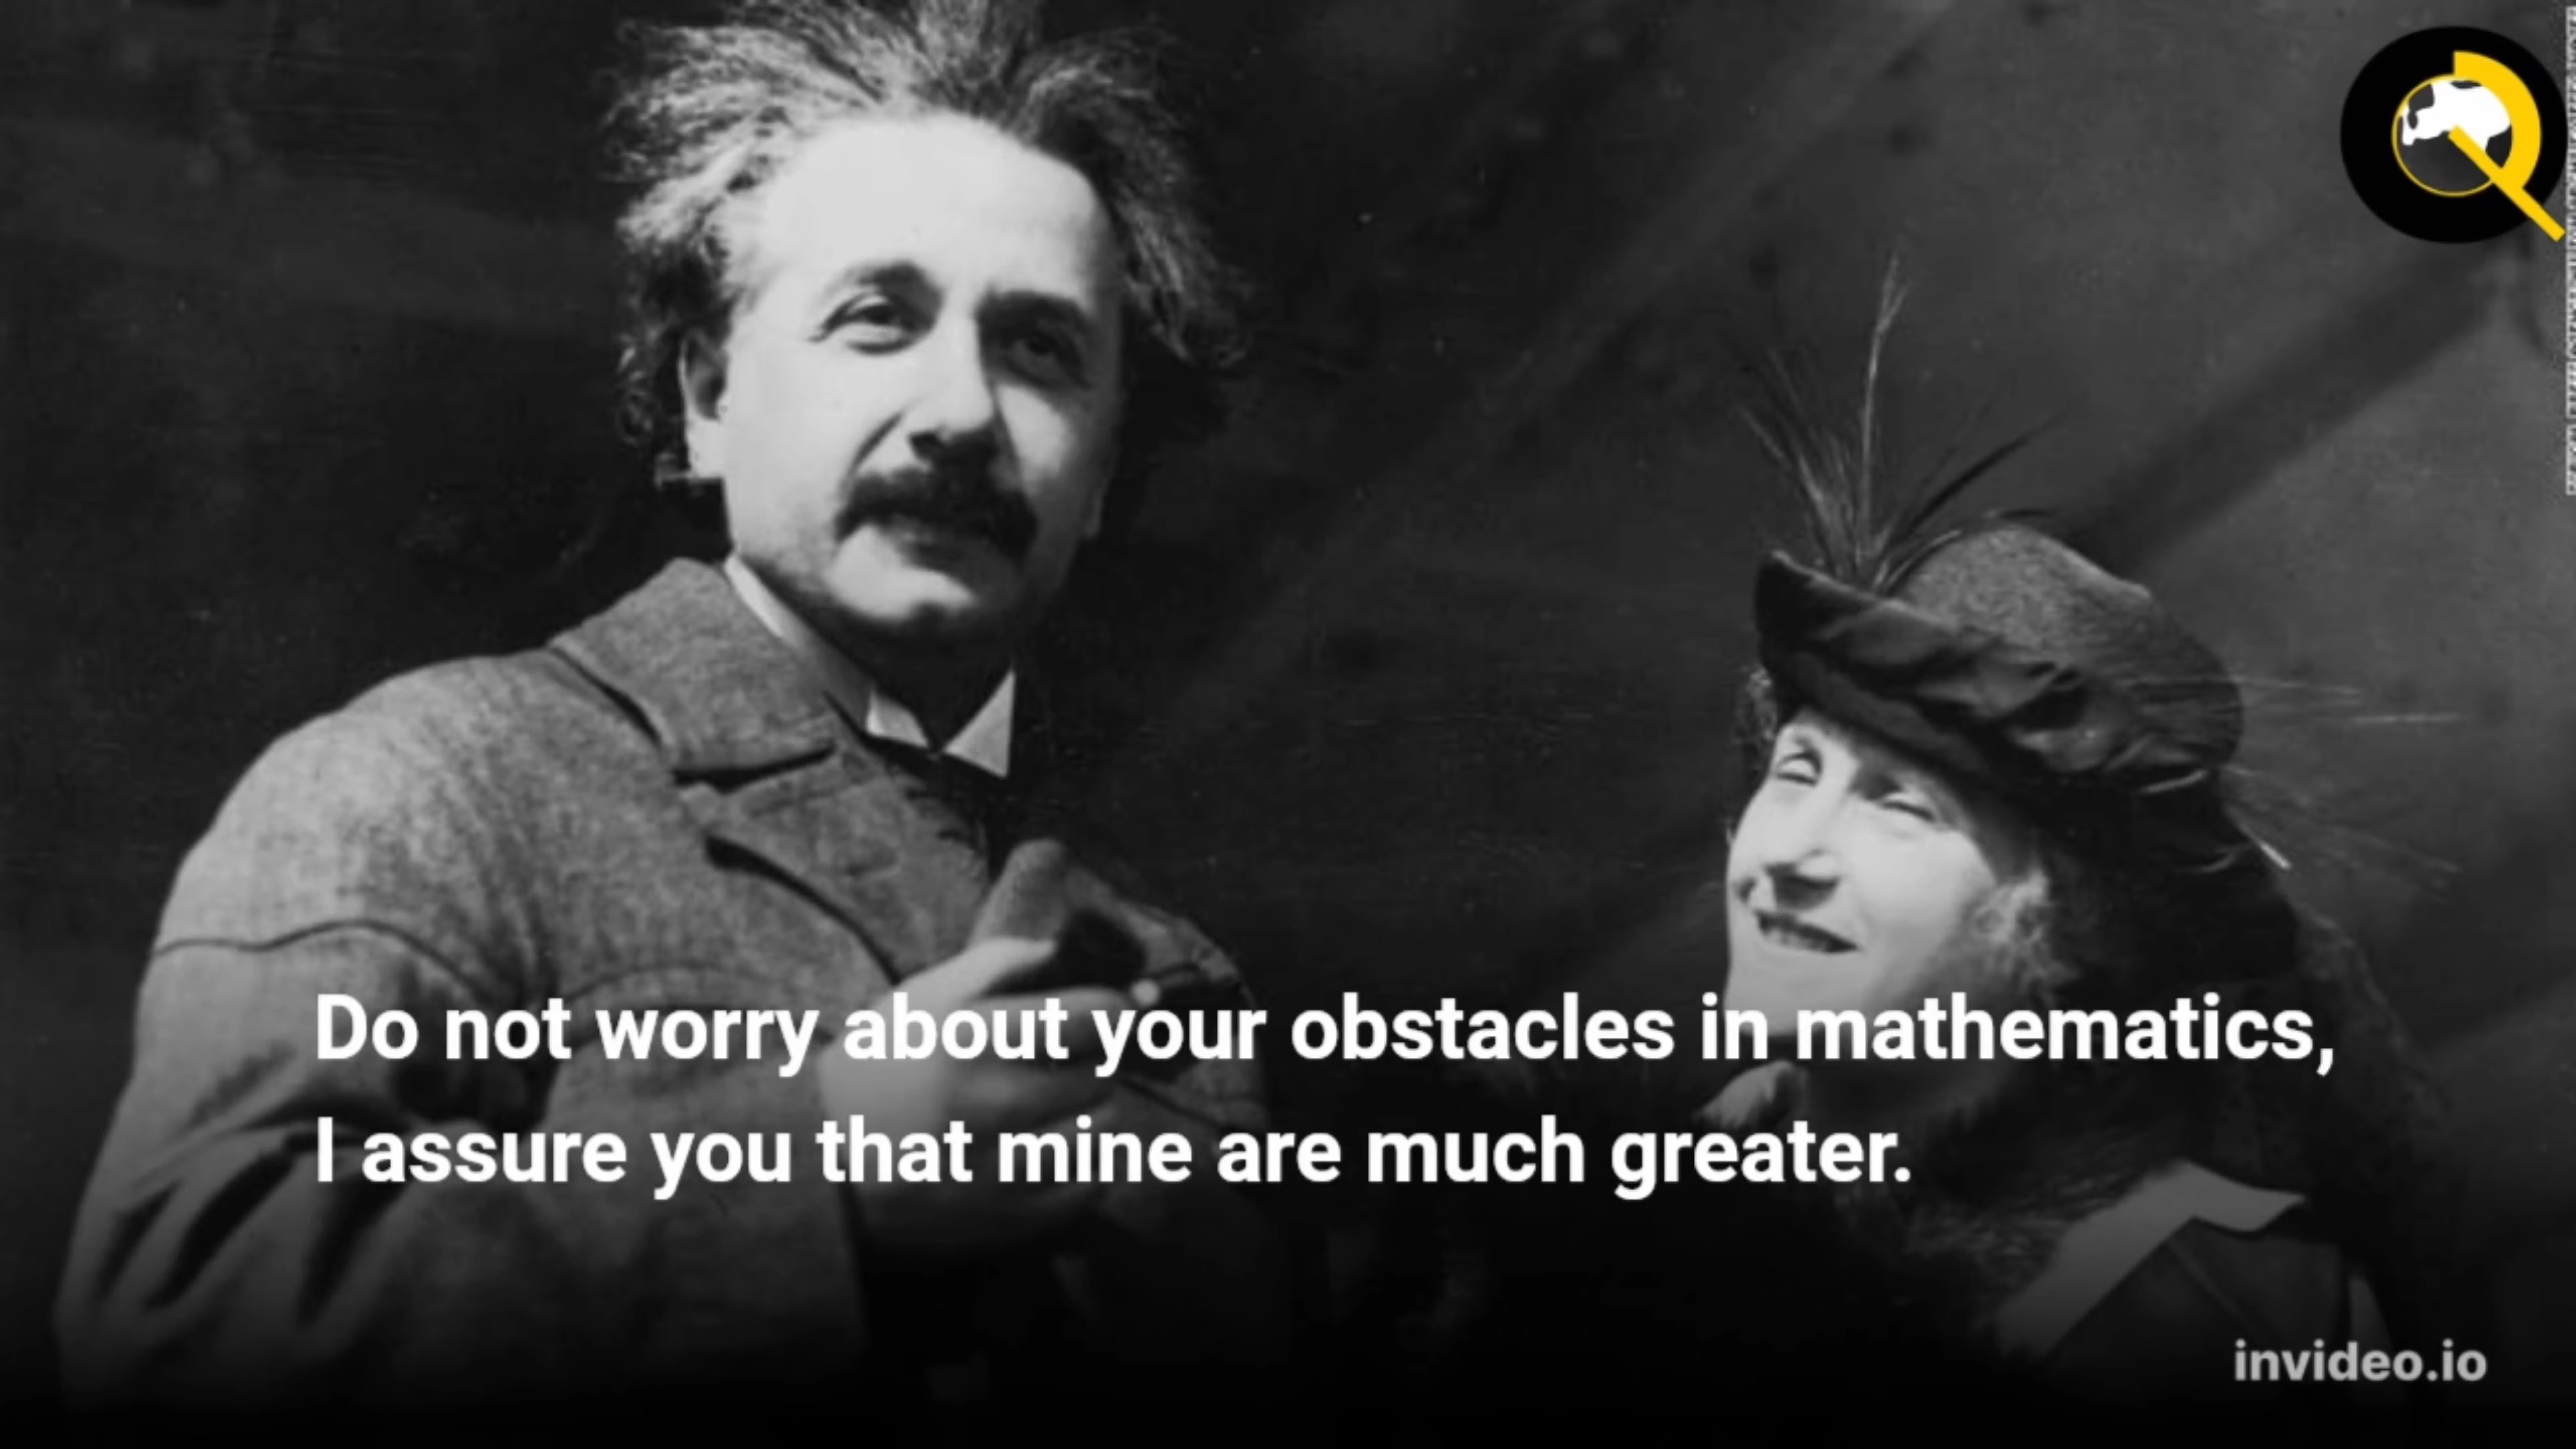 Do not worry about your obstacles in mathematics,
I assure you that mine are much greater.
invideo.io